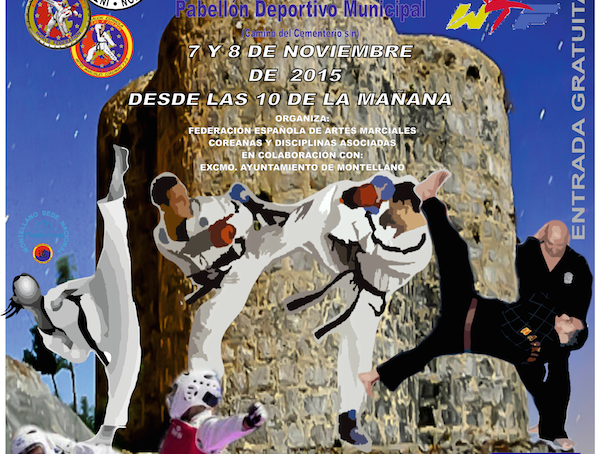 Pabellón Deportivo Municipal
(Camino del Cementerio s.n)
7 Y 8 DE NOVIEMBRE
DE 2015
DESDE LAS 10 DE LA MAÑANA
ORGANIZA:
FEDERACIÓN ESPAÑOLA DE ARTES MARCIALES
COREANAS Y DISCIPLINAS ASOCIADAS
EN COLABORACIÓN CON:
EXCMO. AYUNTAMIENTO DE MONTELLANO
ENTRADA GRATUITA